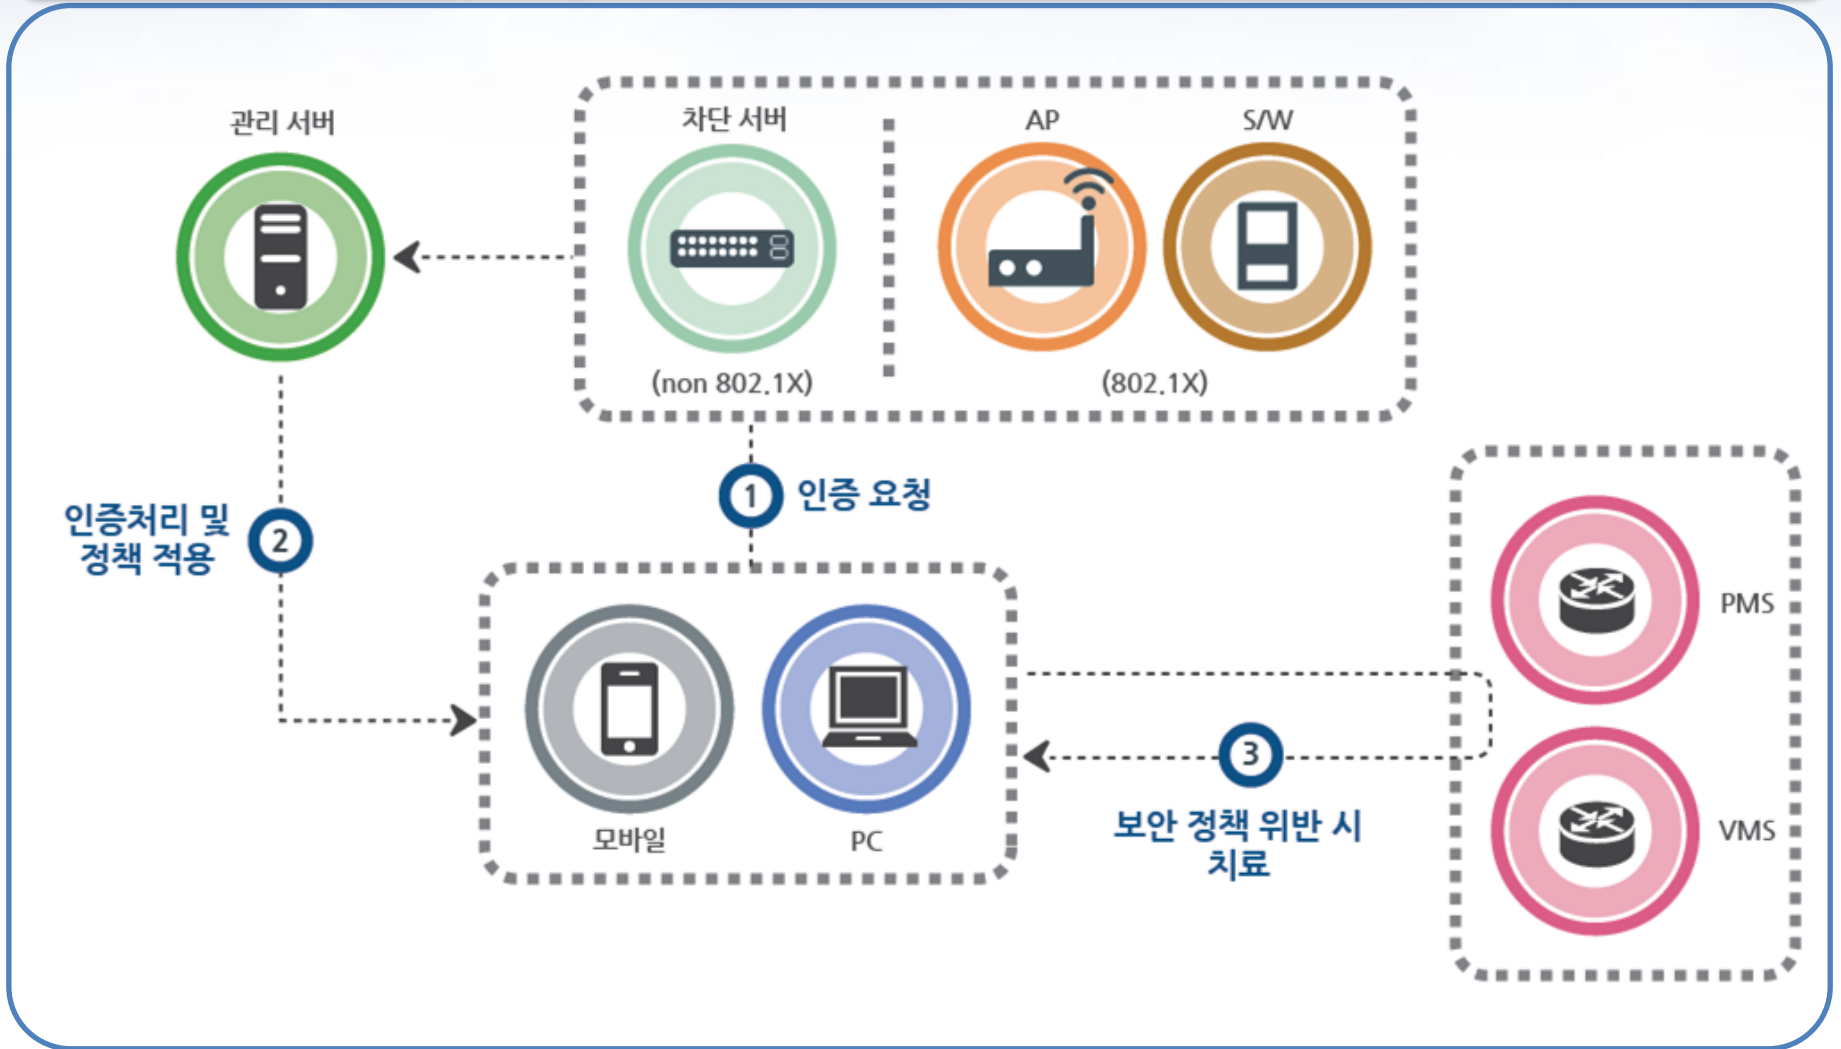 관리 서버
차단 서버
AP
S/W
(non 802.1X)
(802.1X)
1 인증 요청
인증처리 및
정책 적용
2
모바일
PC
3
보안 정책 위반 시
치료
PMS
VMS